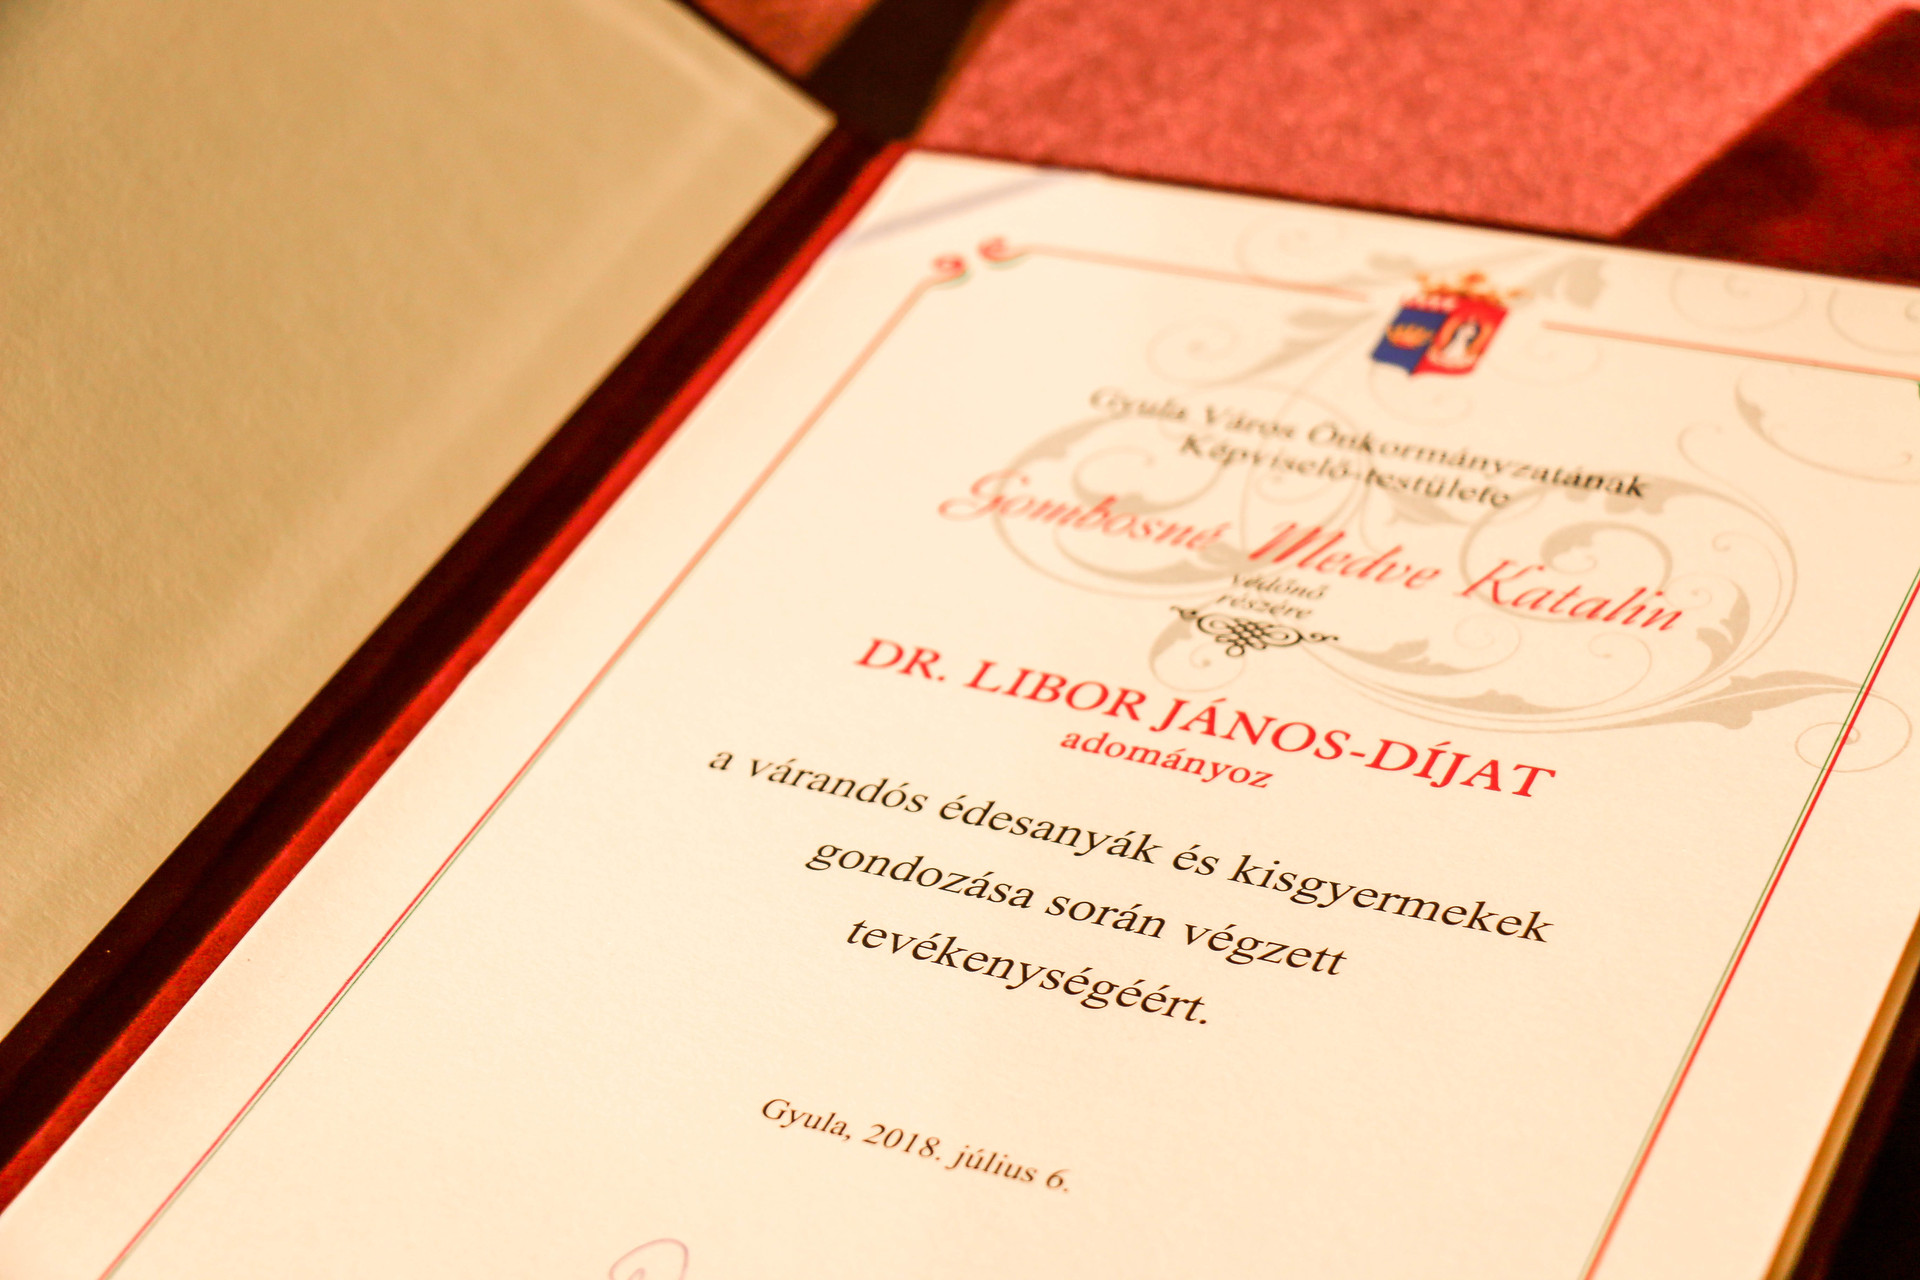 Gyula Város Önkormányzatának
Képviselő-testülete
Gombosné Medve Katalin
védőnő
részére
DR. LIBOR JÁNOS-DÍJAT
adományoz
a várandós édesanyák és kisgyermekek
gondozása során végzett
tevékenységéért.
Gyula, 2018. július 6.